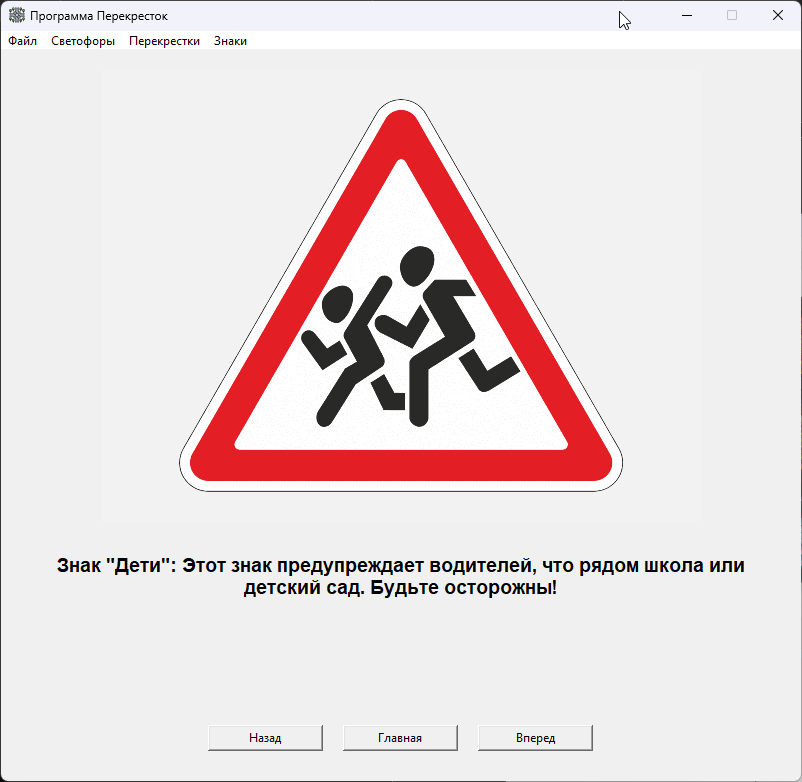 Программа Перекресток
Файл Светофоры Перекрестки Знаки
Знак "Дети": Этот знак предупреждает водителей, что рядом школа или
детский сад. Будьте осторожны!
Назад Главная Вперед